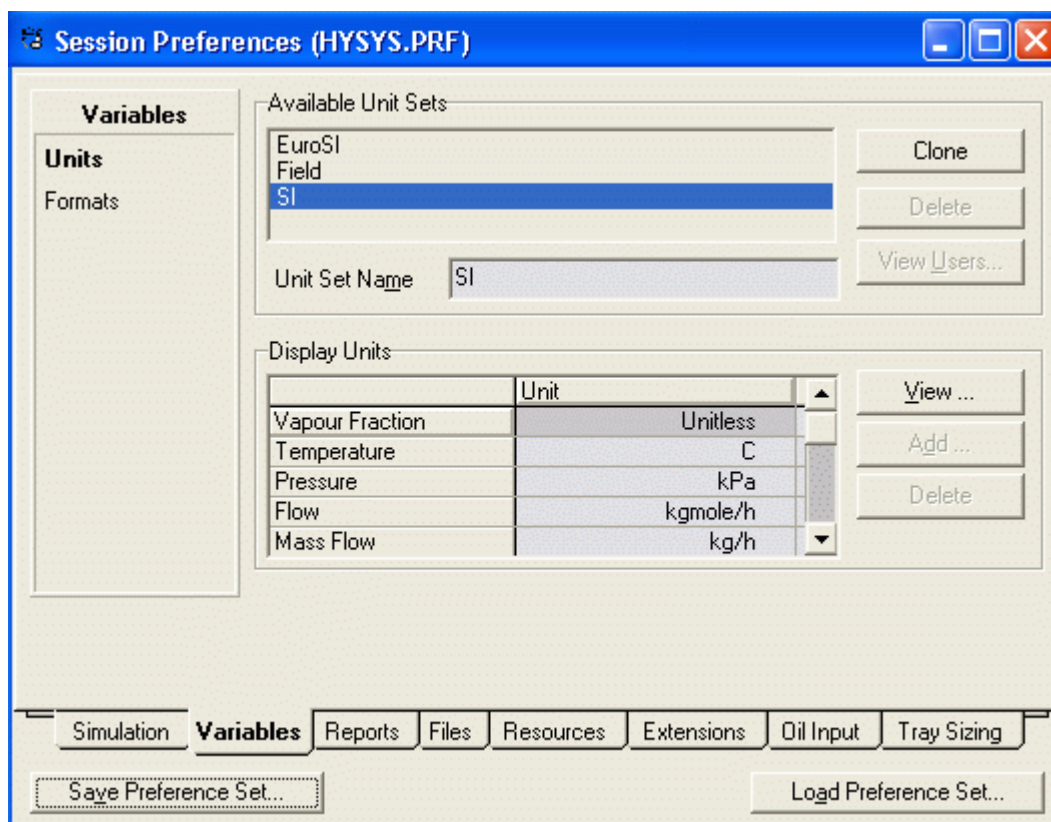 Session Preferences (HYSYS.PRF)
Variables
Units
Formats
Available Unit Sets
EuroSI
Field
SI
Unit Set Name SI
Clone
Delete
View Users...
Display Units
Unit
Vapour Fraction Unitless
Temperature C
Pressure kPa
Flow kgmole/h
Mass Flow kg/h
View ...
Add ...
Delete
Simulation Variables Reports Files Resources Extensions Oil Input Tray Sizing
Save Preference Set... Load Preference Set...